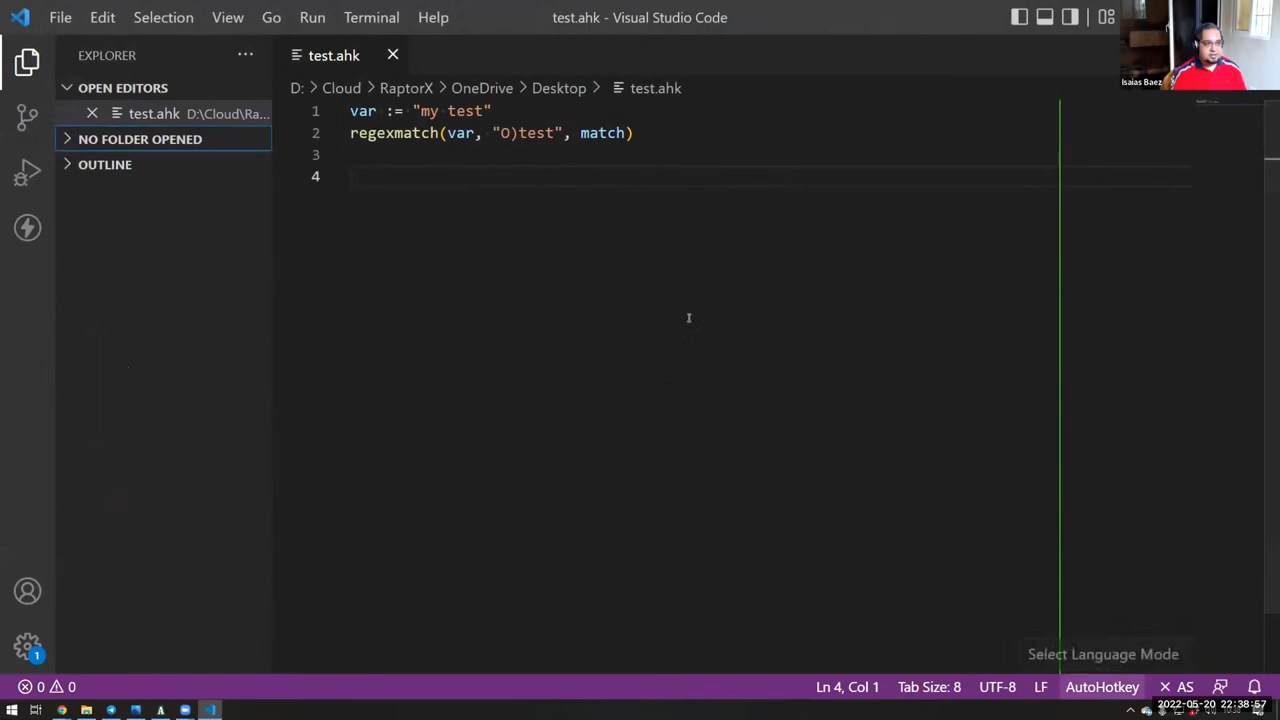 File Edit Selection View Go Run Terminal Help
test.ahk - Visual Studio Code
EXPLORER
OPEN EDITORS
test.ahk D:\Cloud\Ra...
NO FOLDER OPENED
OUTLINE
test.ahk
D: > Cloud > RaptorX > OneDrive > Desktop > test.ahk
1 var := "my test"
2 regexmatch(var, "O)test", match)
3
4
Isaias Baez
Select Language Mode
1
0 0
Ln 4, Col 1 Tab Size: 8 UTF-8 LF AutoHotkey AS
2022-05-20 22:38:57